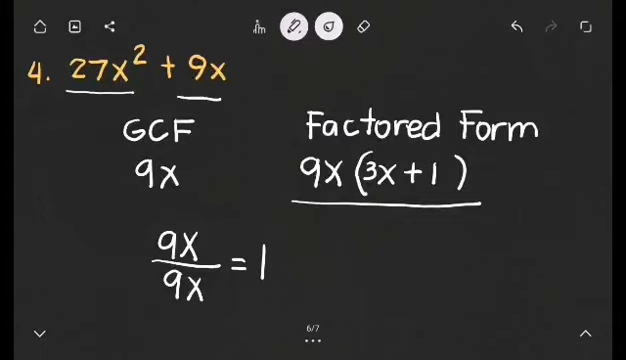 4. 27x² + 9x
GCF Factored Form
9x 9x (3x + 1)
9x/9x = 1
6/7